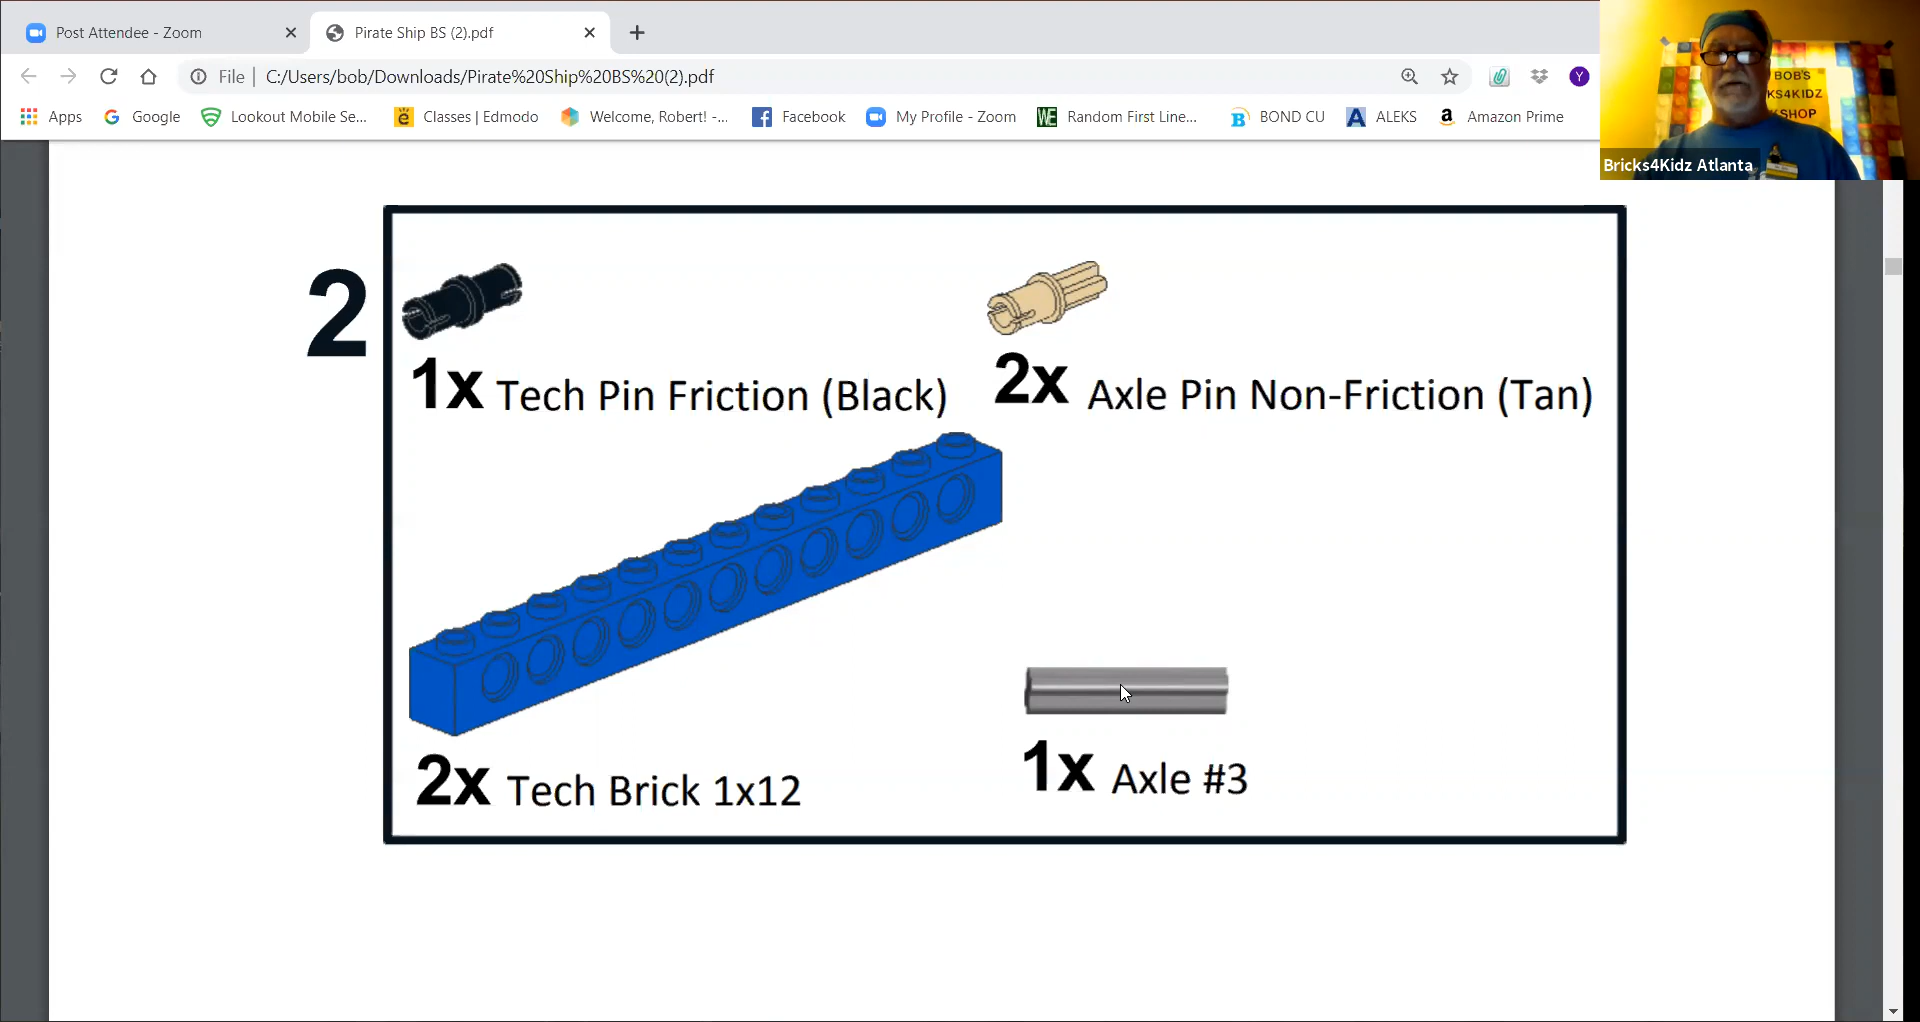 Post Attendee - Zoom
Pirate Ship BS (2).pdf
File | C:/Users/bob/Downloads/Pirate%20Ship%20BS%20(2).pdf
Y
Apps
Google
Lookout Mobile Se...
Classes | Edmodo
Welcome, Robert! -...
Facebook
My Profile - Zoom
WE Random First Line...
BOND CU
ALEKS
Amazon Prime
BOB'S
KS4KIDZ
SHOP
Bricks4Kidz Atlanta
2
1x Tech Pin Friction (Black)
2x Axle Pin Non-Friction (Tan)
2x Tech Brick 1x12
1x Axle #3